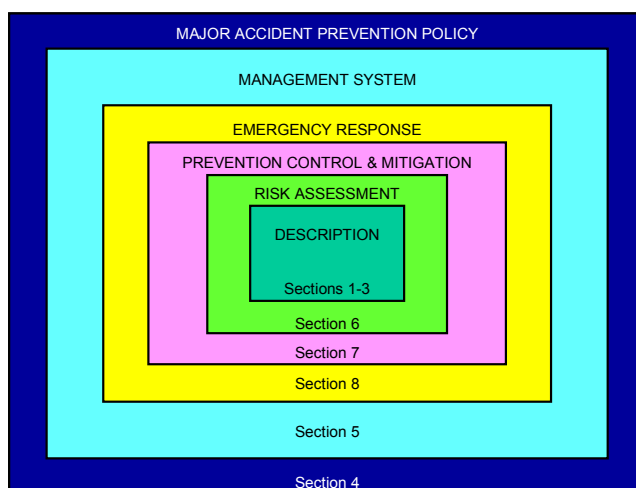 MAJOR ACCIDENT PREVENTION POLICY
MANAGEMENT SYSTEM
EMERGENCY RESPONSE
PREVENTION CONTROL & MITIGATION
RISK ASSESSMENT
DESCRIPTION
Sections 1-3
Section 6
Section 7
Section 8
Section 5
Section 4